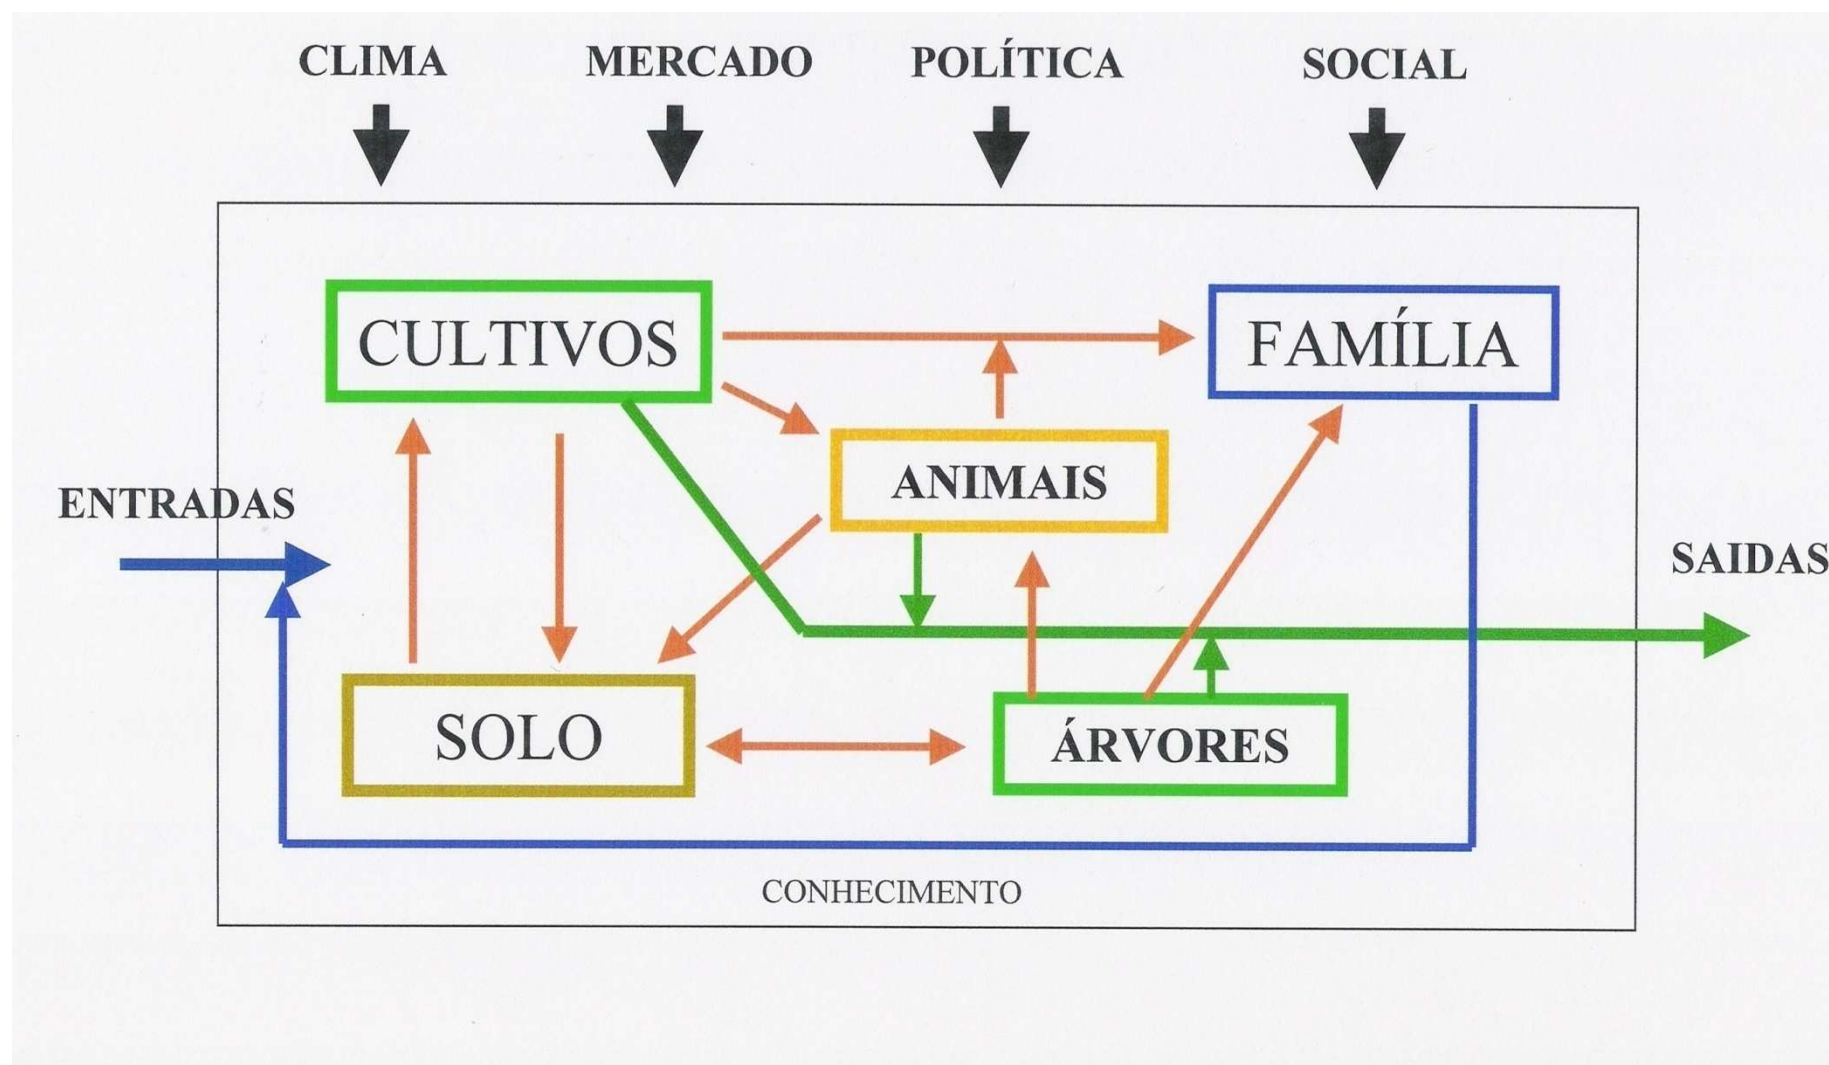 CLIMA
MERCADO
POLÍTICA
SOCIAL
CULTIVOS
FAMÍLIA
ANIMAIS
ENTRADAS
SAIDAS
SOLO
ÁRVORES
CONHECIMENTO